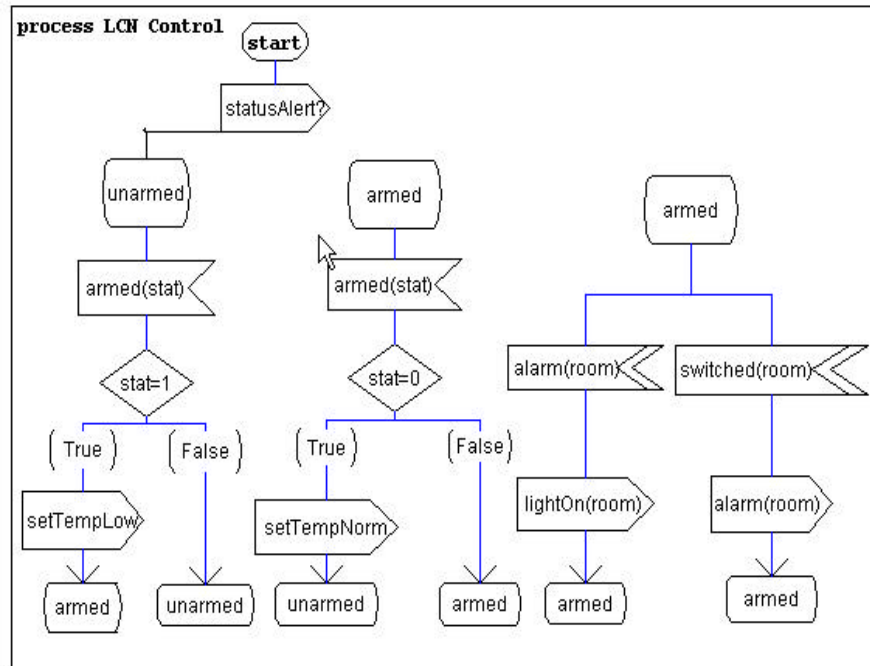 process LCN Control
start
statusAlert?
unarmed
armed(stat)
stat=1
( True )
( False )
setTempLow
armed
unarmed
armed
armed(stat)
stat=0
( True )
( False )
setTempNorm
unarmed
armed
armed
alarm(room)
switched(room)
lightOn(room)
alarm(room)
armed
armed